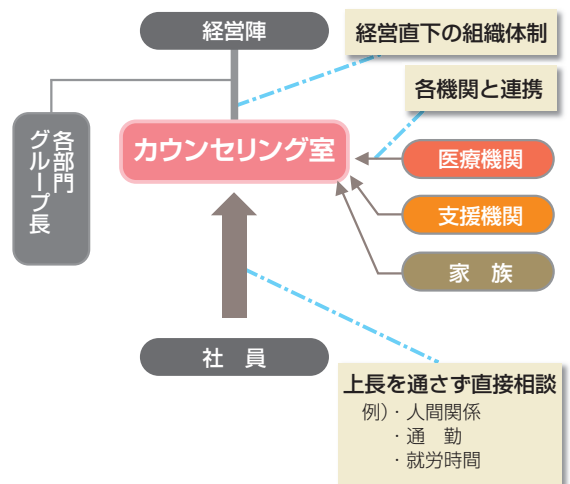 経営陣
経営直下の組織体制
各機関と連携
各部門
グループ長
カウンセリング室
医療機関
支援機関
家　族
社　員
上長を通さず直接相談
例）・人間関係
・通　勤
・就労時間